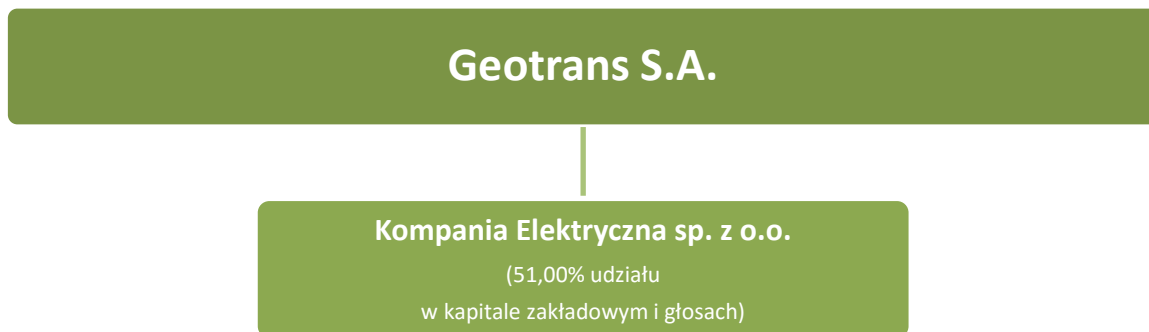 Geotrans S.A.
Kompania Elektryczna sp. z o.o.
(51,00% udziału
w kapitale zakładowym i głosach)